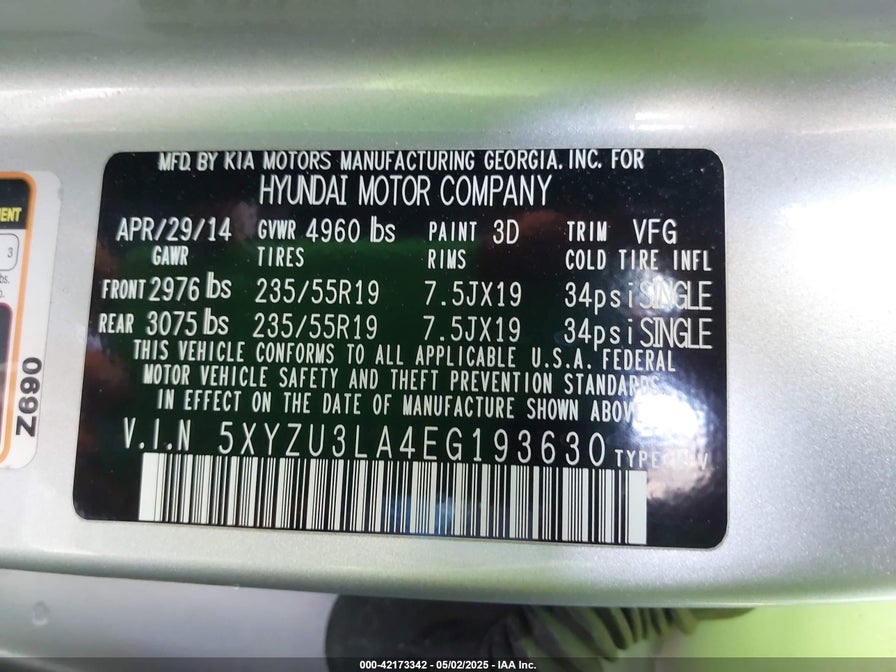 MFD. BY KIA MOTORS MANUFACTURING GEORGIA. INC. FOR
HYUNDAI MOTOR COMPANY
APR/29/14 GVWR 4960 lbs PAINT 3D TRIM VFG
GAWR TIRES RIMS COLD TIRE INFL
FRONT 2976 lbs 235/55R19 7.5JX19 34psi SINGLE
REAR 3075 lbs 235/55R19 7.5JX19 34psi SINGLE
THIS VEHICLE CONFORMS TO ALL APPLICABLE U.S.A. FEDERAL
MOTOR VEHICLE SAFETY AND THEFT PREVENTION STANDARDS
IN EFFECT ON THE DATE OF MANUFACTURE SHOWN ABOVE
V.I.N 5XYZU3LA4EG193630 TYPE
3
Z690
000-42173342 - 05/02/2025 - IAA Inc.